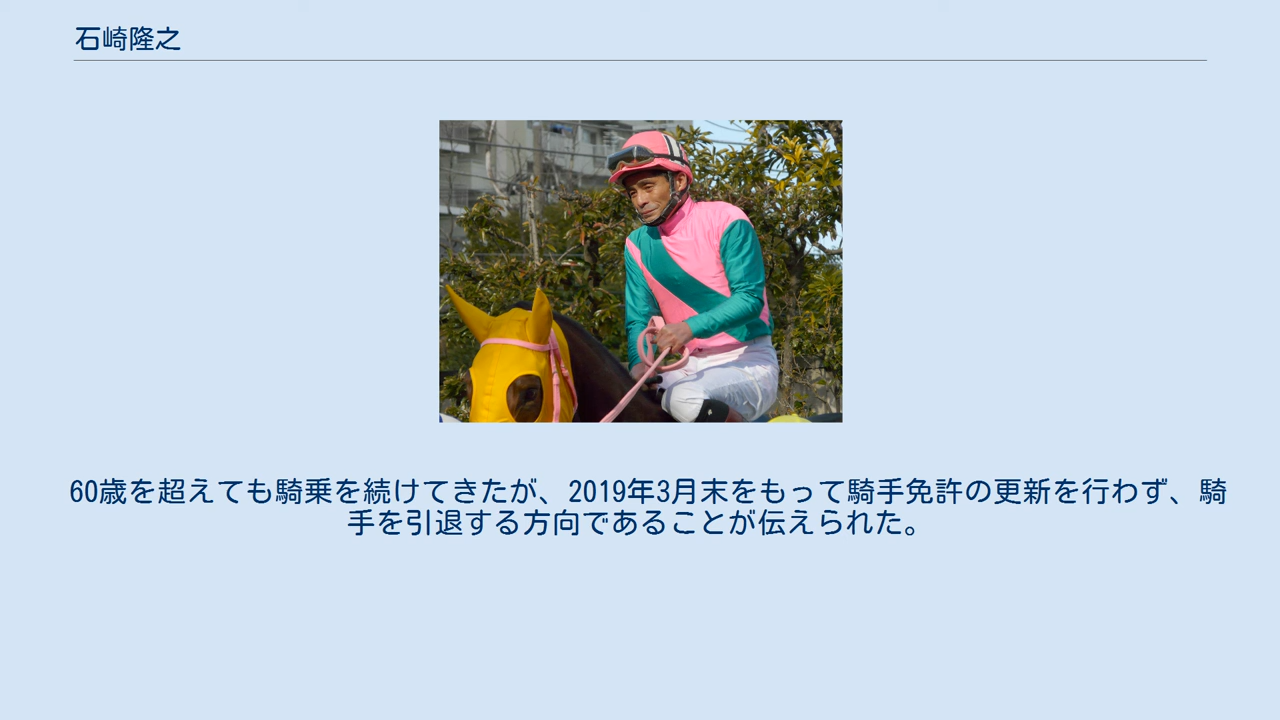 石崎隆之
60歳を超えても騎乗を続けてきたが、2019年3月末をもって騎手免許の更新を行わず、騎
手を引退する方向であることが伝えられた。